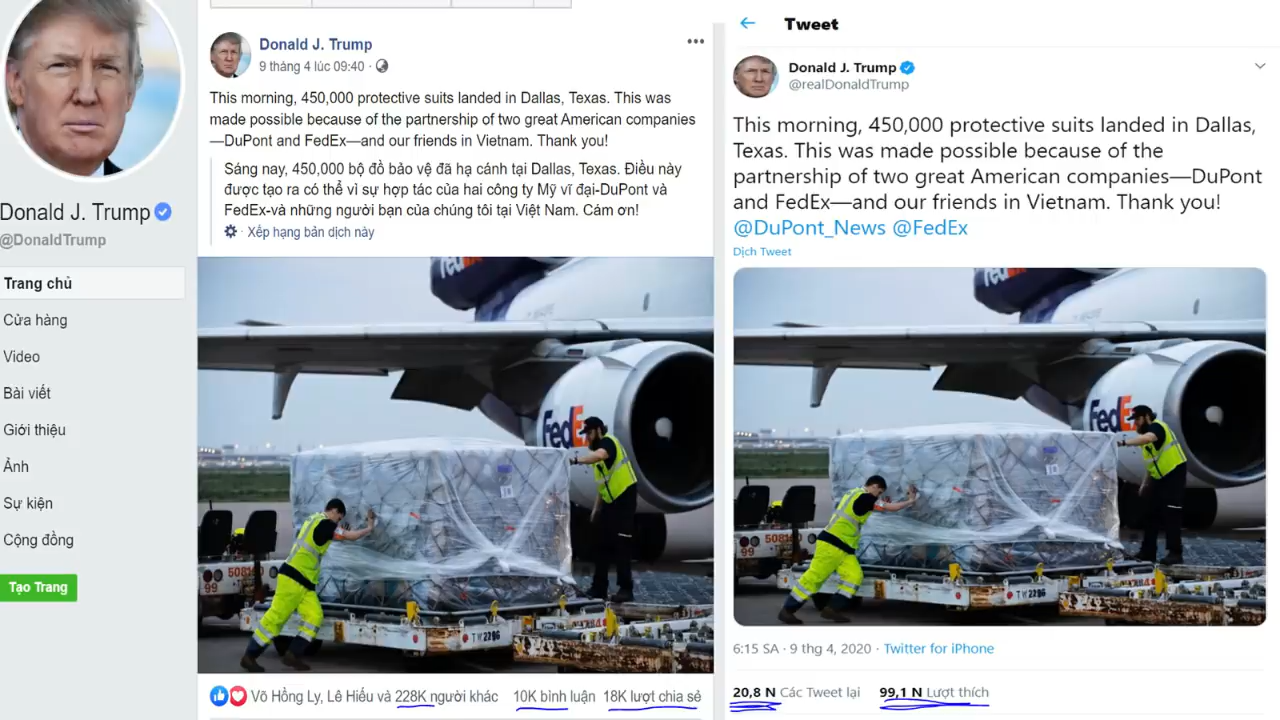 Donald J. Trump
@DonaldTrump
Trang chủ
Cửa hàng
Video
Bài viết
Giới thiệu
Ảnh
Sự kiện
Cộng đồng
Tạo Trang
Donald J. Trump
9 tháng 4 lúc 09:40 ·
This morning, 450,000 protective suits landed in Dallas, Texas. This was
made possible because of the partnership of two great American companies
—DuPont and FedEx—and our friends in Vietnam. Thank you!
Sáng nay, 450,000 bộ đồ bảo vệ đã hạ cánh tại Dallas, Texas. Điều này
được tạo ra có thể vì sự hợp tác của hai công ty Mỹ vĩ đại-DuPont và
FedEx-và những người bạn của chúng tôi tại Việt Nam. Cám ơn!
· Xếp hạng bản dịch này
FedEx
99
TW 2286
Võ Hồng Ly, Lê Hiếu và 228K người khác
10K bình luận
18K lượt chia sẻ
Tweet
Donald J. Trump
@realDonaldTrump
This morning, 450,000 protective suits landed in Dallas,
Texas. This was made possible because of the
partnership of two great American companies—DuPont
and FedEx—and our friends in Vietnam. Thank you!
@DuPont_News @FedEx
Dịch Tweet
FedEx
99
TW 2286
6:15 SA · 9 thg 4, 2020 · Twitter for iPhone
20,8 N Các Tweet lại
99,1 N Lượt thích